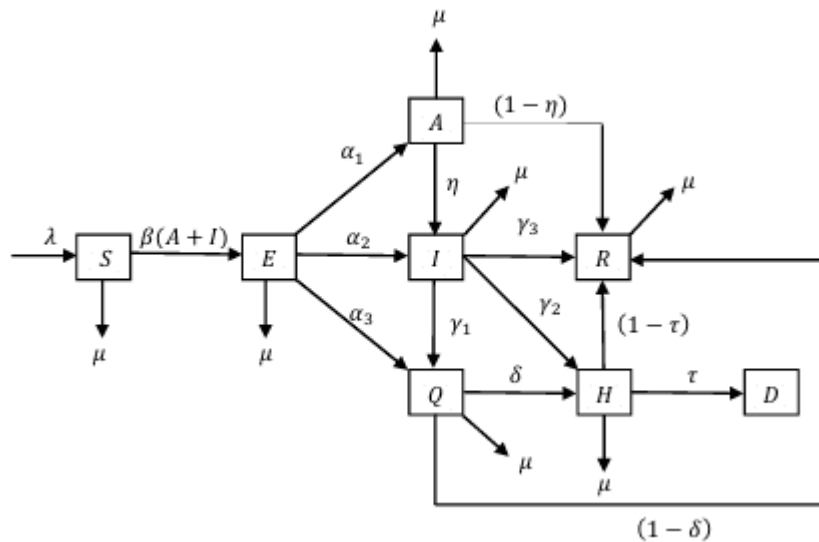 μ
A
(1 − η)
α₁
η
μ
μ
λ
S
β(A + I)
E
α₂
I
γ₃
R
μ
μ
α₃
γ₁
γ₂
(1 − τ)
Q
δ
H
τ
D
μ
μ
(1 − δ)